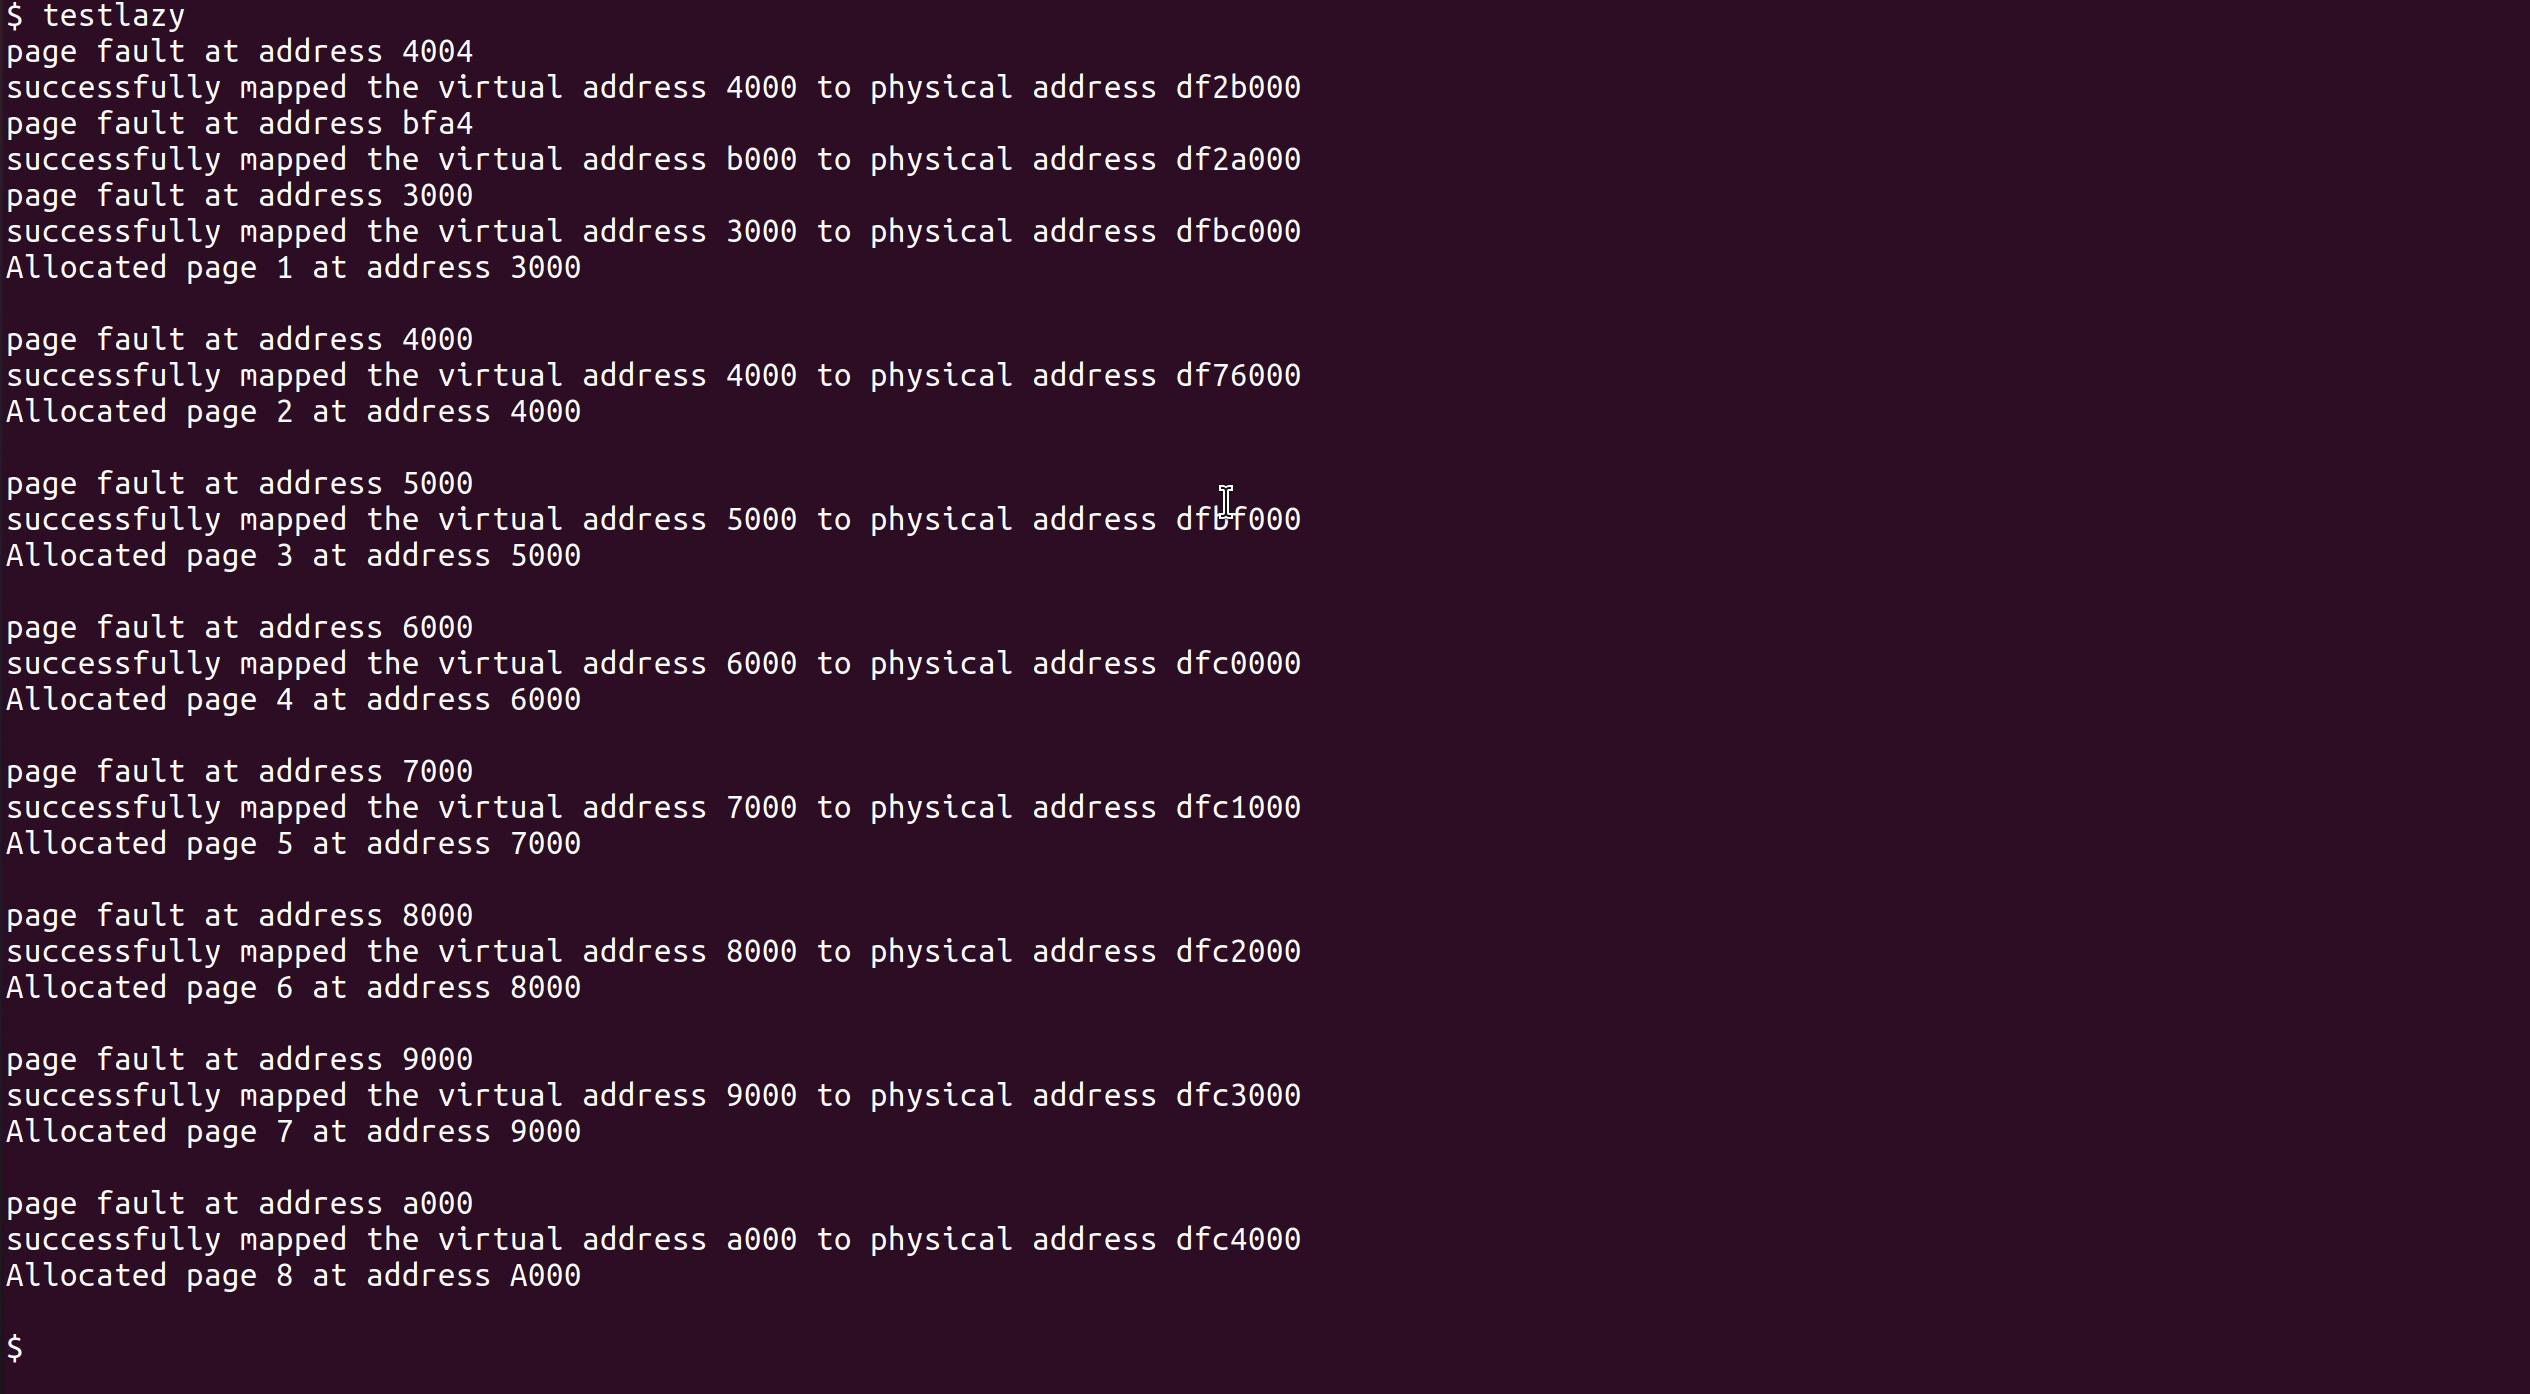 $ testlazy
page fault at address 4004
successfully mapped the virtual address 4000 to physical address df2b000
page fault at address bfa4
successfully mapped the virtual address b000 to physical address df2a000
page fault at address 3000
successfully mapped the virtual address 3000 to physical address dfbc000
Allocated page 1 at address 3000
page fault at address 4000
successfully mapped the virtual address 4000 to physical address df76000
Allocated page 2 at address 4000
page fault at address 5000
successfully mapped the virtual address 5000 to physical address dfbf000
Allocated page 3 at address 5000
page fault at address 6000
successfully mapped the virtual address 6000 to physical address dfc0000
Allocated page 4 at address 6000
page fault at address 7000
successfully mapped the virtual address 7000 to physical address dfc1000
Allocated page 5 at address 7000
page fault at address 8000
successfully mapped the virtual address 8000 to physical address dfc2000
Allocated page 6 at address 8000
page fault at address 9000
successfully mapped the virtual address 9000 to physical address dfc3000
Allocated page 7 at address 9000
page fault at address a000
successfully mapped the virtual address a000 to physical address dfc4000
Allocated page 8 at address A000
$